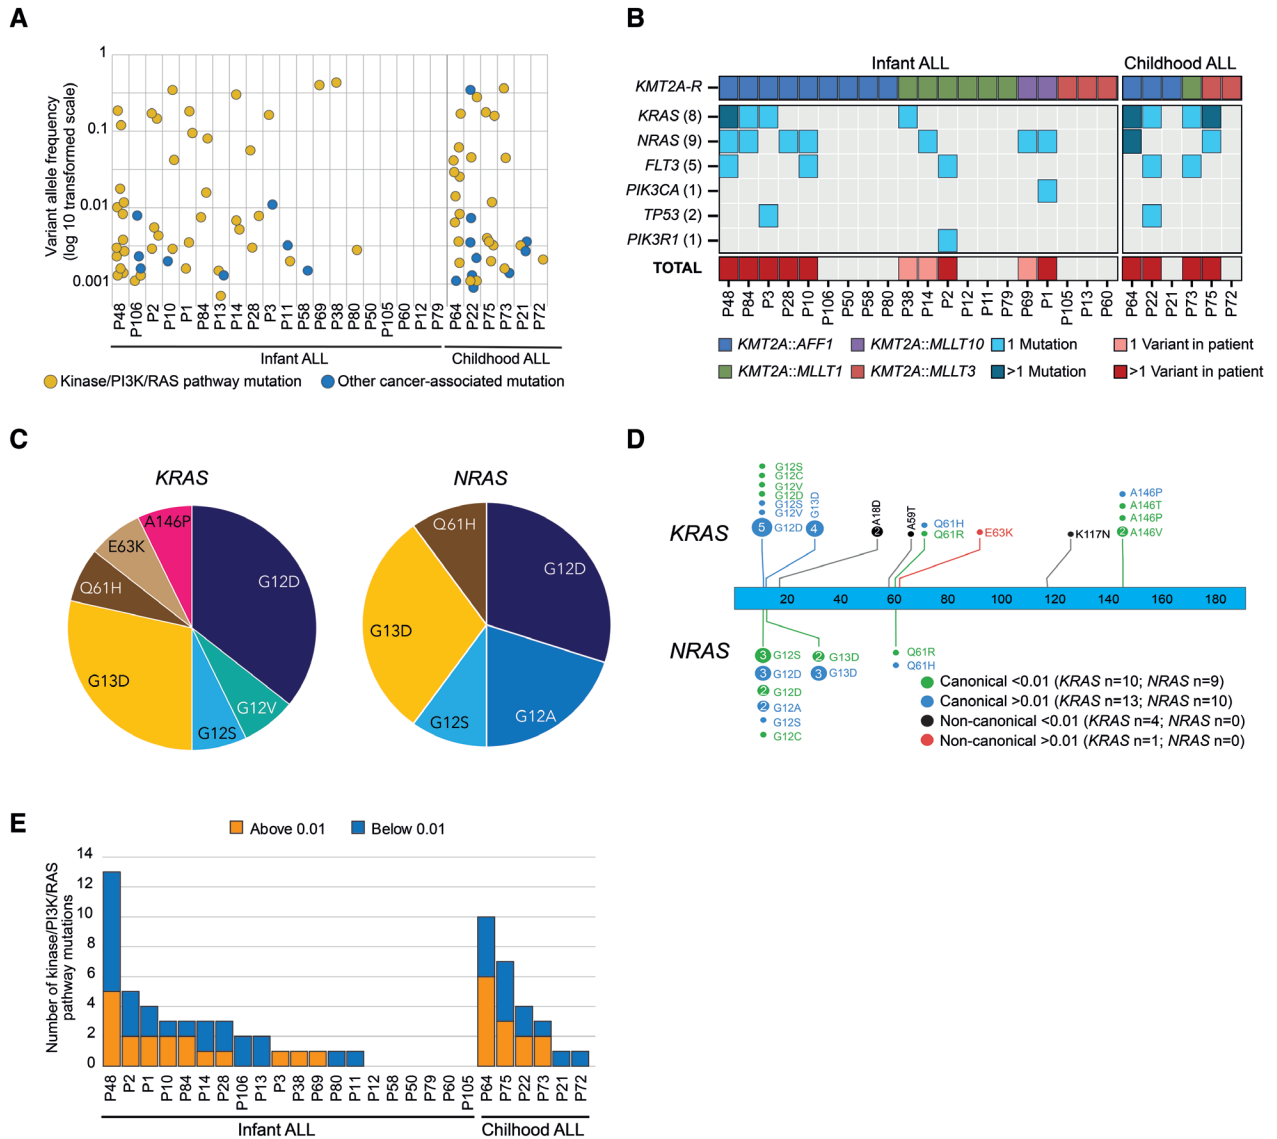 A
Variant allele frequency
(log 10 transformed scale)
1
0.1
0.01
0.001
P48 P106 P2 P10 P1 P84 P13 P14 P28 P3 P11 P58 P69 P38 P80 P50 P105 P60 P12 P79 P64 P22 P75 P73 P21 P72
Infant ALL Childhood ALL
Kinase/PI3K/RAS pathway mutation Other cancer-associated mutation
B
Infant ALL Childhood ALL
KMT2A-R
KRAS (8)
NRAS (9)
FLT3 (5)
PIK3CA (1)
TP53 (2)
PIK3R1 (1)
TOTAL
P48 P84 P3 P28 P10 P106 P50 P58 P80 P38 P14 P2 P12 P11 P79 P69 P1 P105 P13 P60 P64 P22 P21 P73 P75 P72
KMT2A::AFF1 KMT2A::MLLT10 1 Mutation 1 Variant in patient
KMT2A::MLLT1 KMT2A::MLLT3 >1 Mutation >1 Variant in patient
C
KRAS
A146P
E63K
Q61H
G13D
G12S
G12V
G12D
NRAS
Q61H
G13D
G12S
G12A
G12D
D
KRAS
G12S
G12C
G12V
G12D
G12S
G12V
5 G12D
4 G13D
2 A18D
A59T
Q61H
Q61R
E63K
K117N
A146P
A146T
A146P
2 A146V
20 40 60 80 100 120 140 160 180
NRAS
3 G12S 2 G13D
3 G12D 3 G13D
2 G12D
2 G12A
G12S
G12C
Q61R
Q61H
Canonical <0.01 (KRAS n=10; NRAS n=9)
Canonical >0.01 (KRAS n=13; NRAS n=10)
Non-canonical <0.01 (KRAS n=4; NRAS n=0)
Non-canonical >0.01 (KRAS n=1; NRAS n=0)
E
Above 0.01 Below 0.01
Number of kinase/PI3K/RAS
pathway mutations
14
12
10
8
6
4
2
0
P48 P2 P1 P10 P84 P14 P28 P106 P13 P3 P38 P69 P80 P11 P12 P58 P50 P79 P60 P105 P64 P75 P22 P73 P21 P72
Infant ALL Chilhood ALL